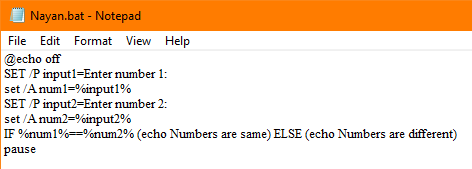 Nayan.bat - Notepad
File Edit Format View Help
@echo off
SET /P input1=Enter number 1:
set /A num1=%input1%
SET /P input2=Enter number 2:
set /A num2=%input2%
IF %num1%==%num2% (echo Numbers are same) ELSE (echo Numbers are different)
pause